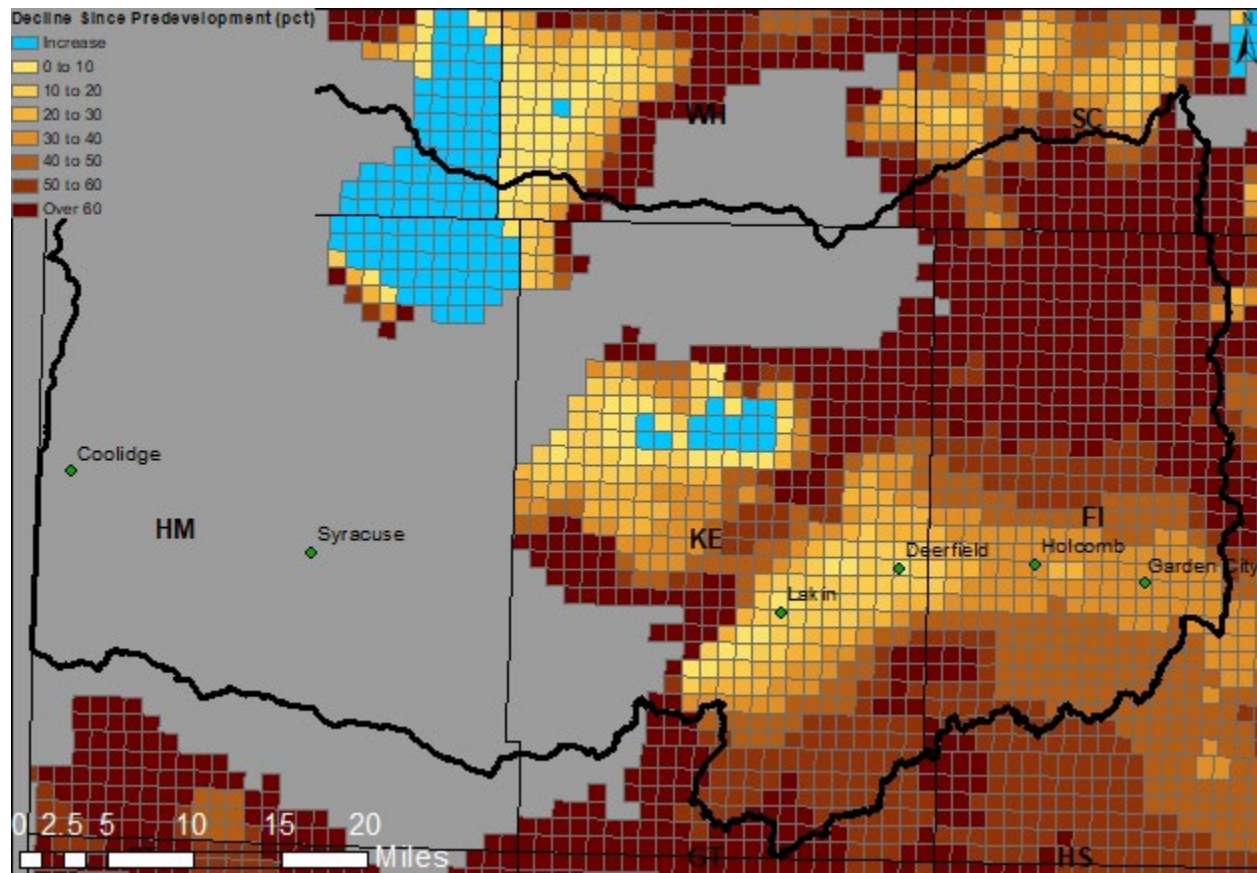 Decline Since Predevelopment (pct)
Increase
0 to 10
10 to 20
20 to 30
30 to 40
40 to 50
50 to 60
Over 60
N
WH
SC
Coolidge
HM
Syracuse
KE
FI
Deerfield
Holcomb
Garden City
Lakin
0 2.5 5 10 15 20
Miles
GT
HS